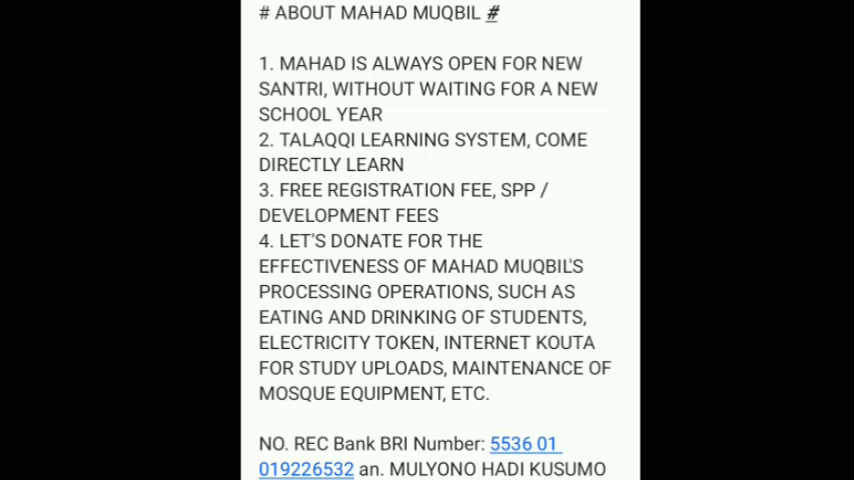 # ABOUT MAHAD MUQBIL #
1. MAHAD IS ALWAYS OPEN FOR NEW
SANTRI, WITHOUT WAITING FOR A NEW
SCHOOL YEAR
2. TALAQQI LEARNING SYSTEM, COME
DIRECTLY LEARN
3. FREE REGISTRATION FEE, SPP /
DEVELOPMENT FEES
4. LET'S DONATE FOR THE
EFFECTIVENESS OF MAHAD MUQBIL'S
PROCESSING OPERATIONS, SUCH AS
EATING AND DRINKING OF STUDENTS,
ELECTRICITY TOKEN, INTERNET KOUTA
FOR STUDY UPLOADS, MAINTENANCE OF
MOSQUE EQUIPMENT, ETC.
NO. REC Bank BRI Number: 5536 01
019226532 an. MULYONO HADI KUSUMO